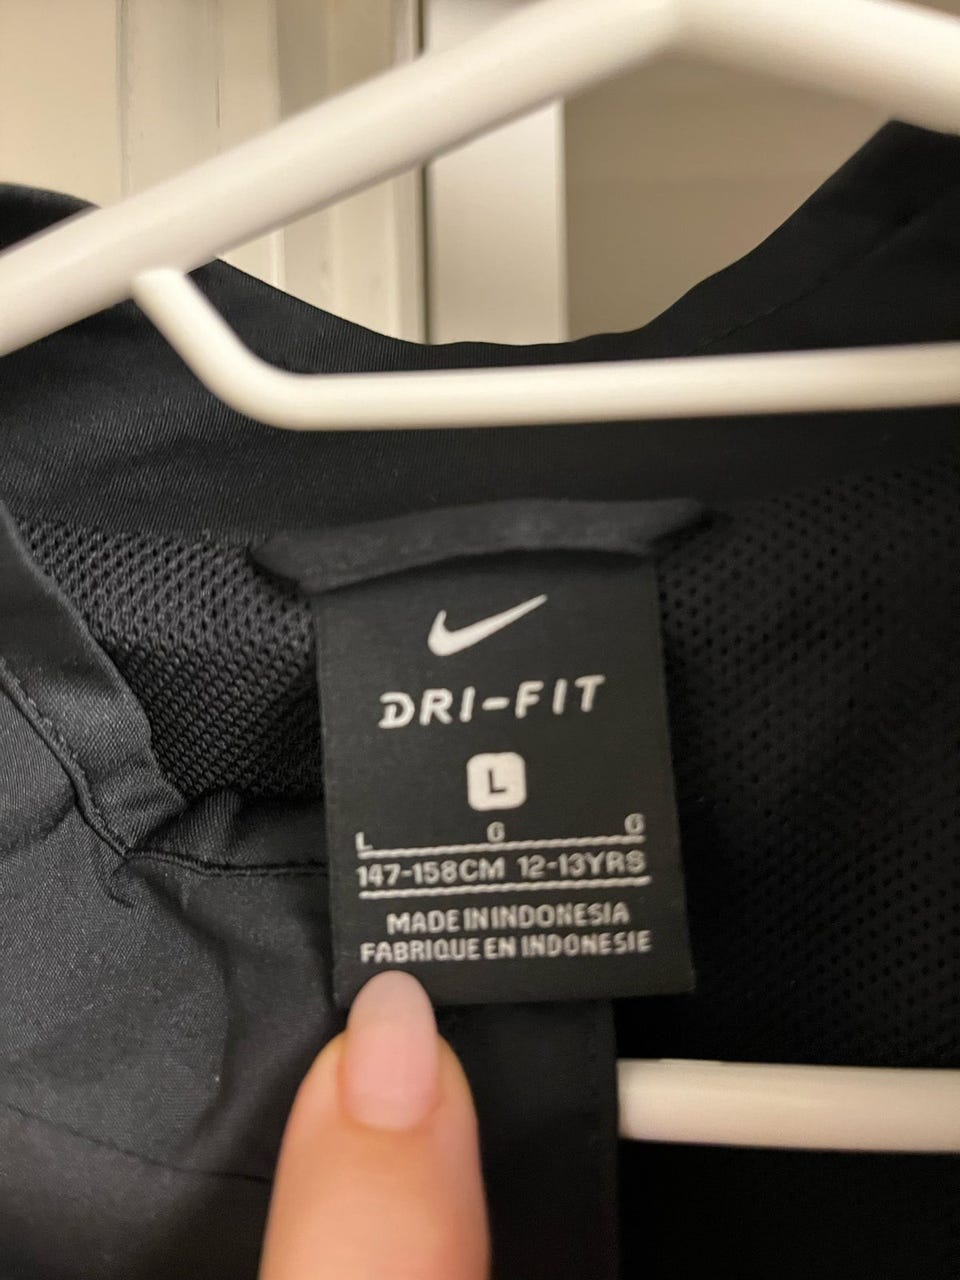 DRI-FIT
L
L G G
147-158CM 12-13YRS
MADE IN INDONESIA
FABRIQUE EN INDONESIE